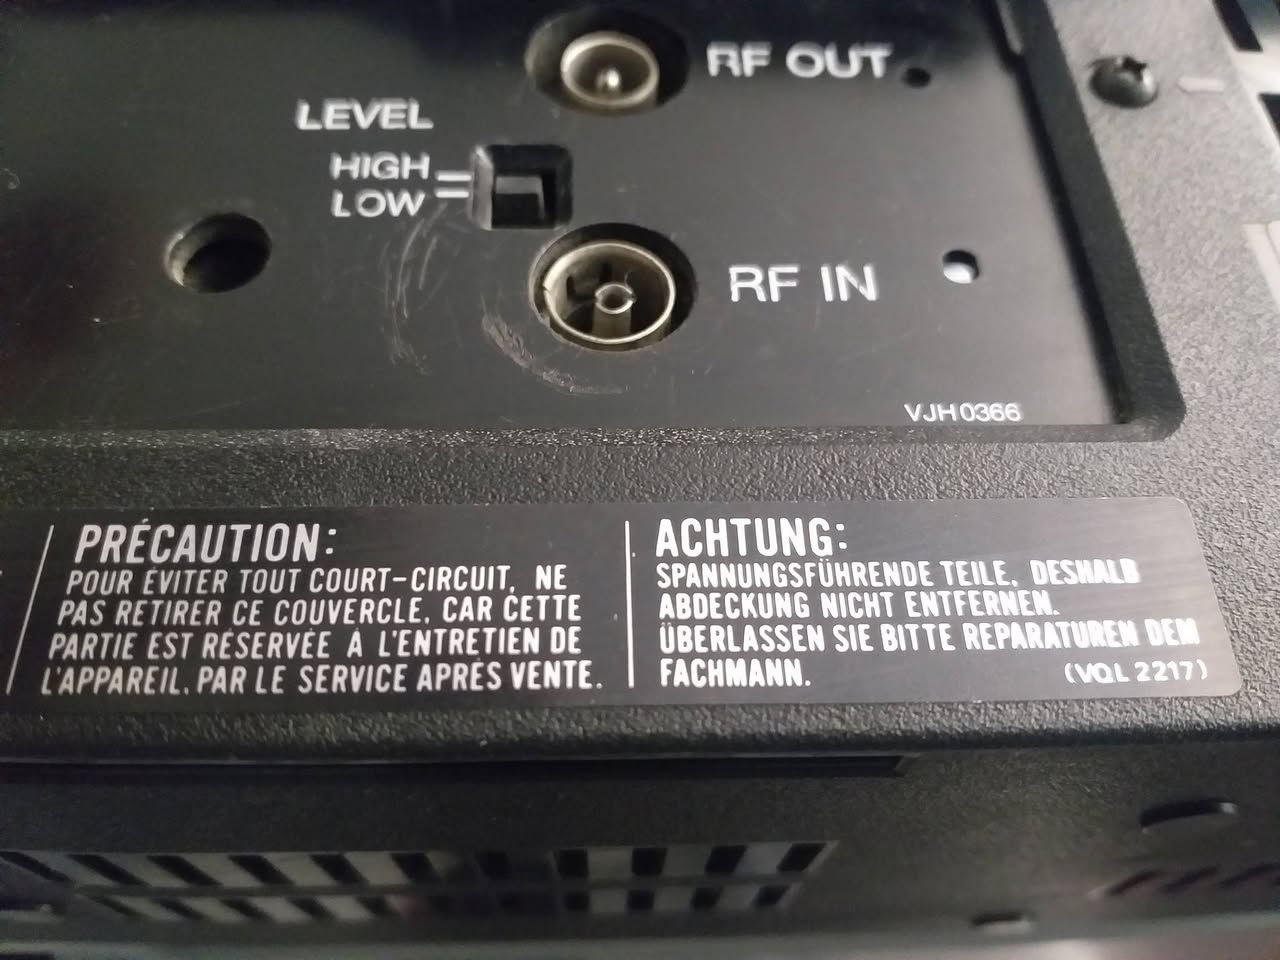 RF OUT
LEVEL
HIGH
LOW
RF IN
VJH0366
PRÉCAUTION:
POUR ÉVITER TOUT COURT-CIRCUIT, NE
PAS RETIRER CE COUVERCLE, CAR CETTE
PARTIE EST RÉSERVÉE À L'ENTRETIEN DE
L'APPAREIL. PAR LE SERVICE APRÈS VENTE.
ACHTUNG:
SPANNUNGSFÜHRENDE TEILE. DESHALB
ABDECKUNG NICHT ENTFERNEN.
ÜBERLASSEN SIE BITTE REPARATUREN DEM
FACHMANN.
(VQL 2217)